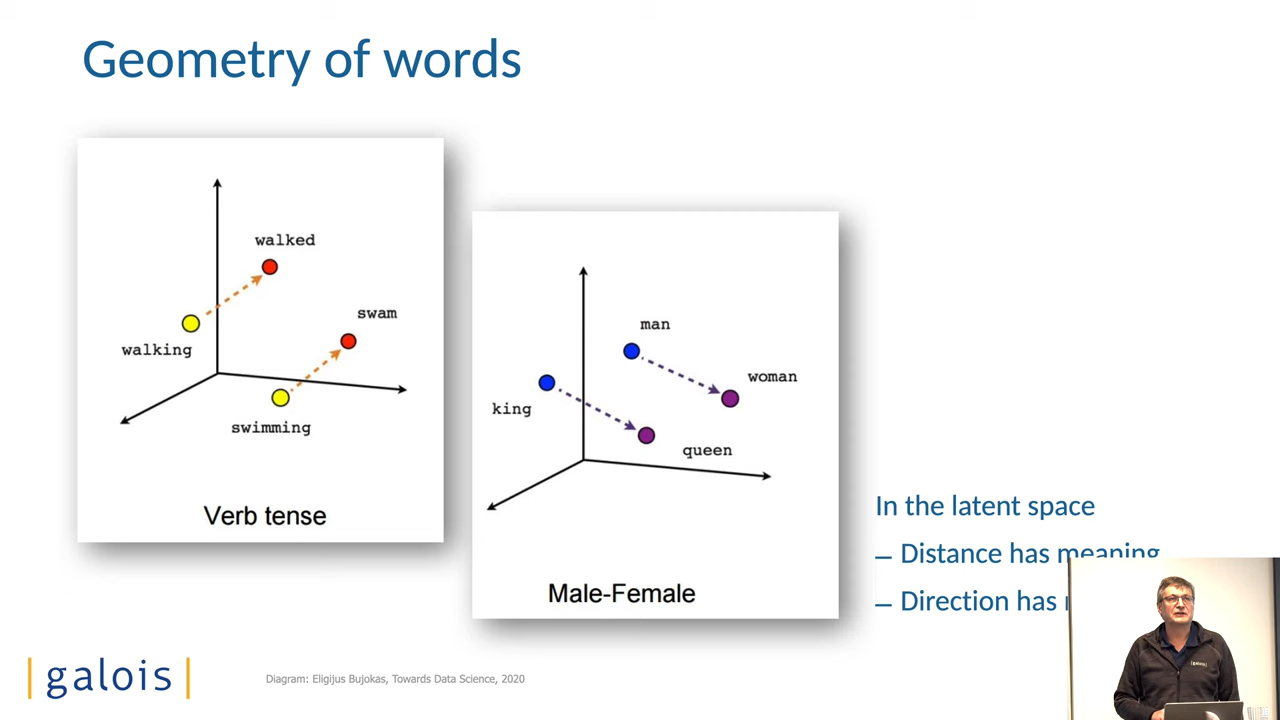 Geometry of words
walked
walking
swam
swimming
Verb tense
man
woman
king
queen
Male-Female
In the latent space
– Distance has meaning
– Direction has
|galois|
Diagram: Eligijus Bujokas, Towards Data Science, 2020
|galois|